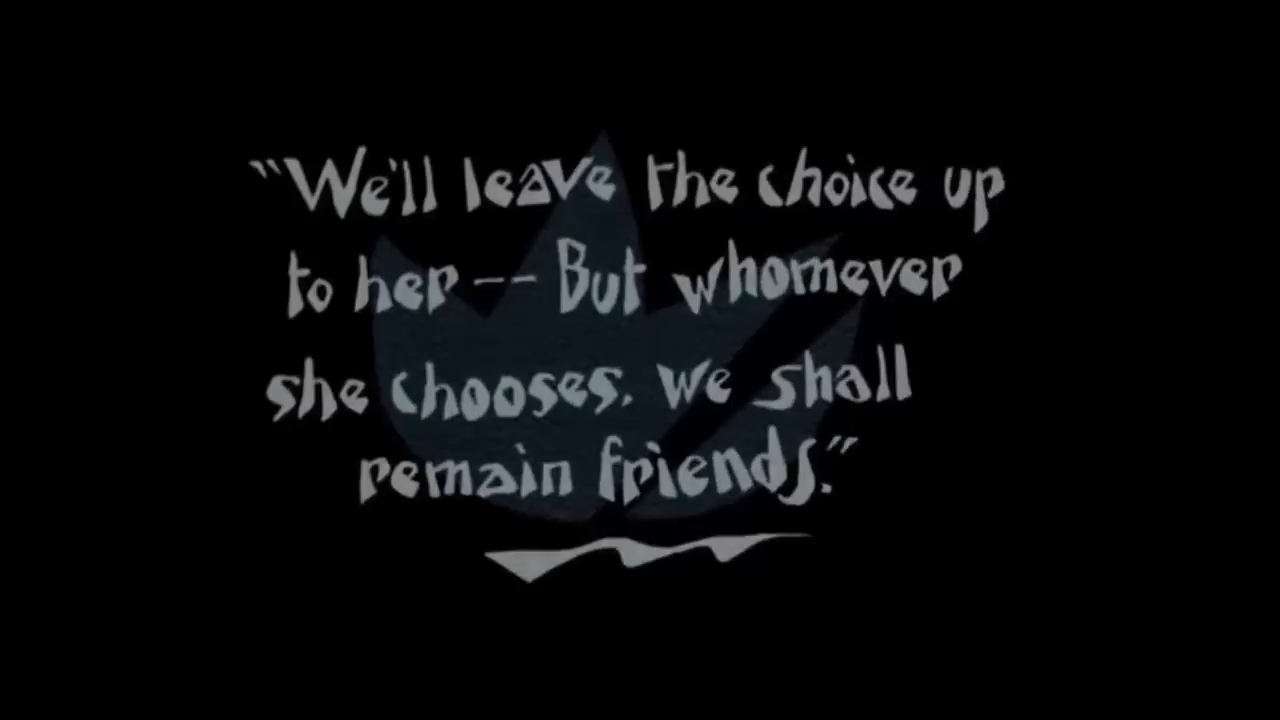 "We'll leave the choice up
to her -- But whomever
she chooses, we shall
remain friends."